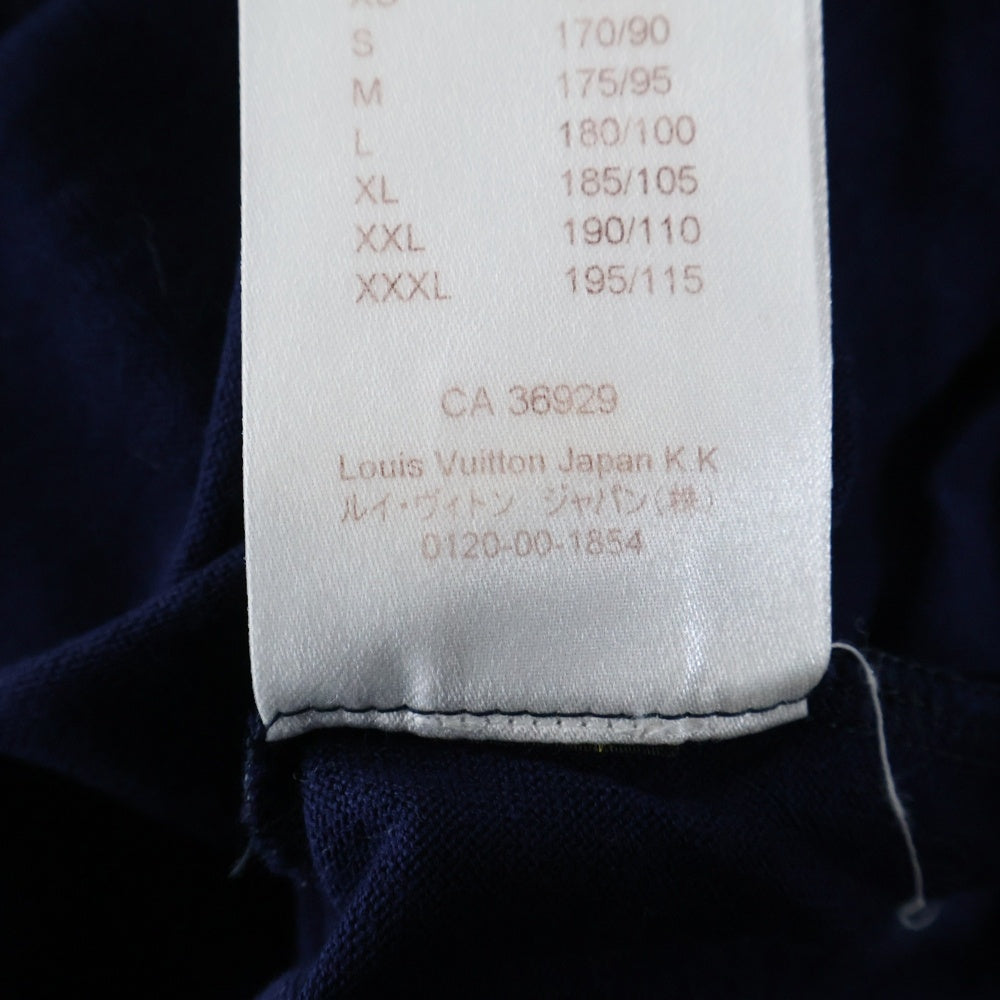 XS
S 170/90
M 175/95
L 180/100
XL 185/105
XXL 190/110
XXXL 195/115
CA 36929
Louis Vuitton Japan K.K
ルイ・ヴィトン ジャパン(株)
0120-00-1854